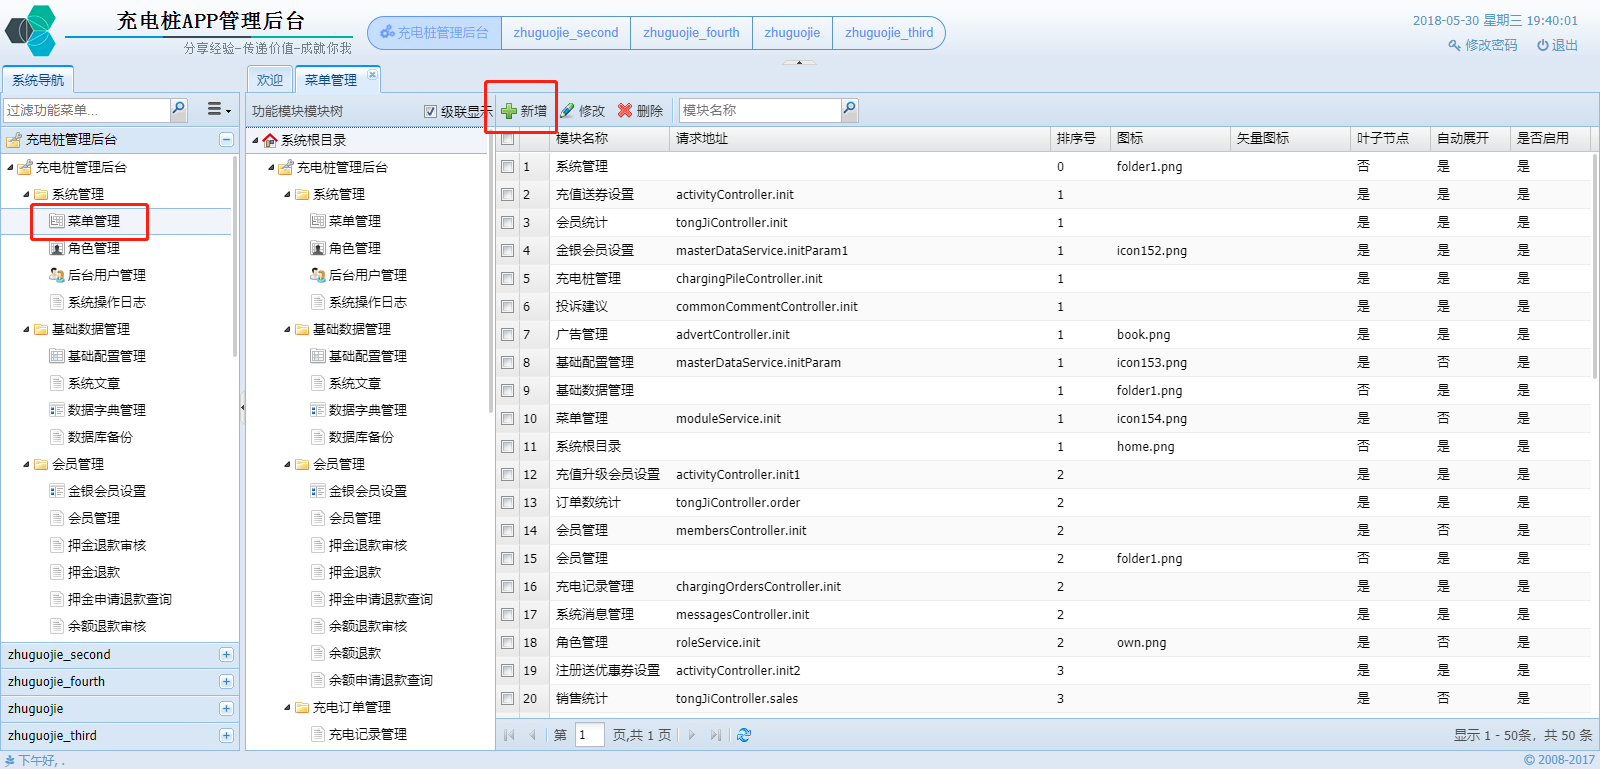 充电桩APP管理后台
分享经验-传递价值-成就你我
充电桩管理后台 zhuguojie_second zhuguojie_fourth zhuguojie zhuguojie_third
2018-05-30 星期三 19:40:01
修改密码 退出
系统导航
过滤功能菜单...
充电桩管理后台
充电桩管理后台
系统管理
菜单管理
角色管理
后台用户管理
系统操作日志
基础数据管理
基础配置管理
系统文章
数据字典管理
数据库备份
会员管理
金银会员设置
会员管理
押金退款审核
押金退款
押金申请退款查询
余额退款审核
zhuguojie_second
zhuguojie_fourth
zhuguojie
zhuguojie_third
欢迎 菜单管理
功能模块模块树 级联显示
系统根目录
充电桩管理后台
系统管理
菜单管理
角色管理
后台用户管理
系统操作日志
基础数据管理
基础配置管理
系统文章
数据字典管理
数据库备份
会员管理
金银会员设置
会员管理
押金退款审核
押金退款
押金申请退款查询
余额退款审核
余额退款
余额申请退款查询
充电订单管理
充电记录管理
新增 修改 删除 模块名称
模块名称 请求地址 排序号 图标 矢量图标 叶子节点 自动展开 是否启用
1 系统管理 0 folder1.png 否 是 是
2 充值送券设置 activityController.init 1 是 是 是
3 会员统计 tongJiController.init 1 是 是 是
4 金银会员设置 masterDataService.initParam1 1 icon152.png 是 是 是
5 充电桩管理 chargingPileController.init 1 是 是 是
6 投诉建议 commonCommentController.init 1 是 是 是
7 广告管理 advertController.init 1 book.png 是 是 是
8 基础配置管理 masterDataService.initParam 1 icon153.png 是 否 是
9 基础数据管理 1 folder1.png 否 是 是
10 菜单管理 moduleService.init 1 icon154.png 是 否 是
11 系统根目录 1 home.png 否 是 是
12 充值升级会员设置 activityController.init1 2 是 是 是
13 订单数统计 tongJiController.order 2 是 是 是
14 会员管理 membersController.init 2 是 否 是
15 会员管理 2 folder1.png 否 是 是
16 充电记录管理 chargingOrdersController.init 2 是 是 是
17 系统消息管理 messagesController.init 2 是 是 是
18 角色管理 roleService.init 2 own.png 是 否 是
19 注册送优惠券设置 activityController.init2 3 是 是 是
20 销售统计 tongJiController.sales 3 是 否 是
第 1 页,共 1 页 显示 1 - 50条，共 50 条
下午好, .
© 2008-2017